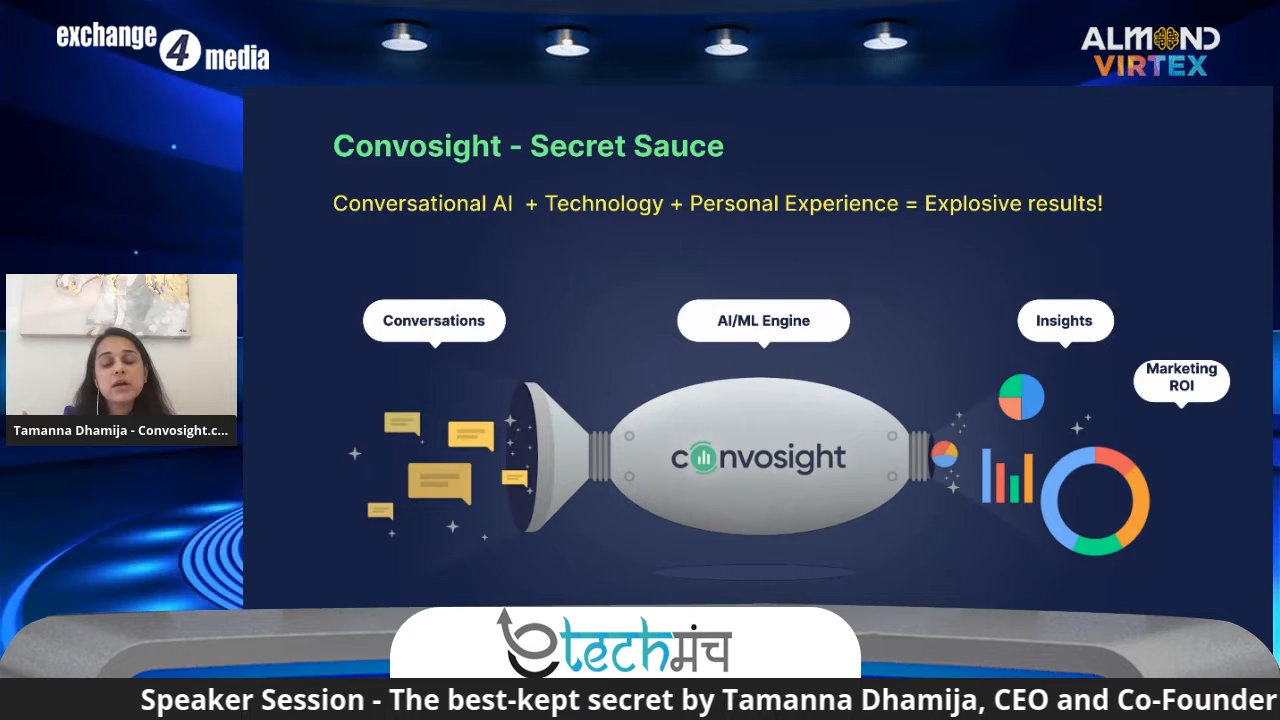 exchange
4
media
ALMOND
VIRTEX
Convosight - Secret Sauce
Conversational AI + Technology + Personal Experience = Explosive results!
Conversations
AI/ML Engine
Insights
Marketing
ROI
convosight
Tamanna Dhamija - Convosight.c...
etechमंच
Speaker Session - The best-kept secret by Tamanna Dhamija, CEO and Co-Founder